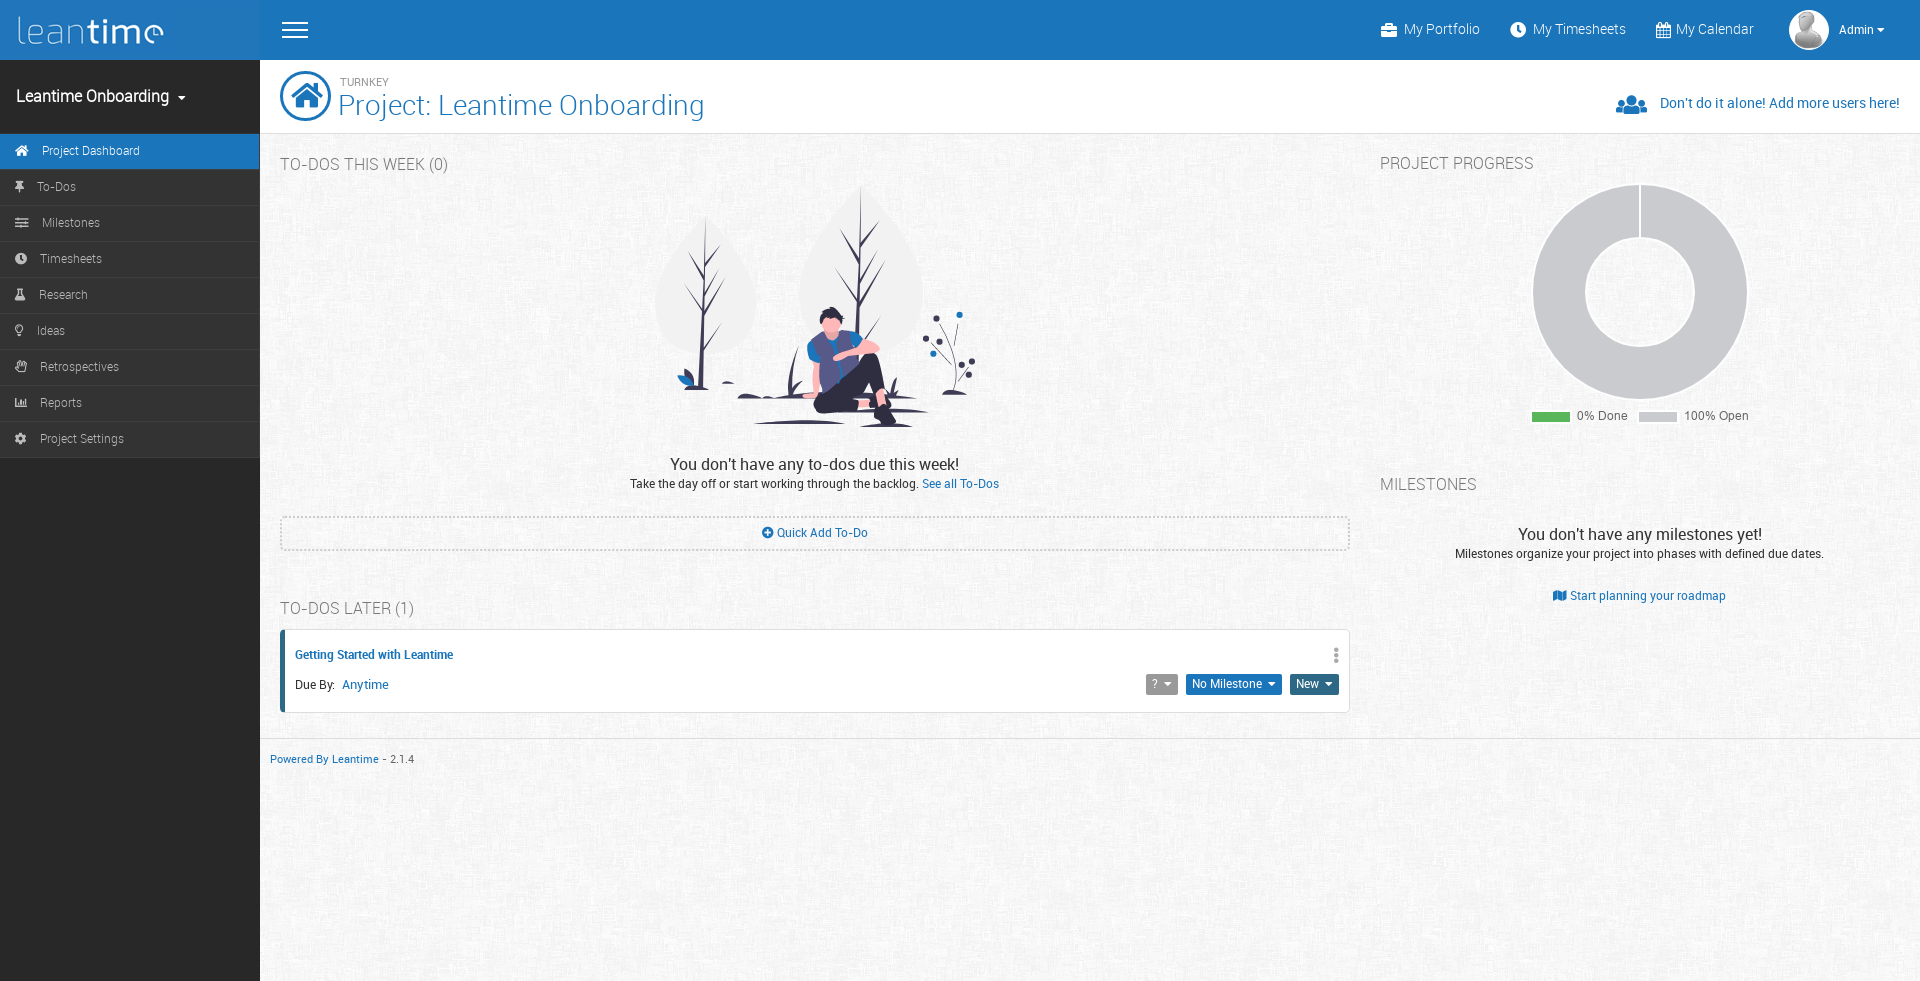 leantime
My Portfolio
My Timesheets
My Calendar
Admin
Leantime Onboarding
Project Dashboard
To-Dos
Milestones
Timesheets
Research
Ideas
Retrospectives
Reports
Project Settings
TURNKEY
Project: Leantime Onboarding
Don't do it alone! Add more users here!
TO-DOS THIS WEEK (0)
You don't have any to-dos due this week!
Take the day off or start working through the backlog. See all To-Dos
Quick Add To-Do
TO-DOS LATER (1)
Getting Started with Leantime
Due By: Anytime
?
No Milestone
New
PROJECT PROGRESS
0% Done
100% Open
MILESTONES
You don't have any milestones yet!
Milestones organize your project into phases with defined due dates.
Start planning your roadmap
Powered By Leantime - 2.1.4